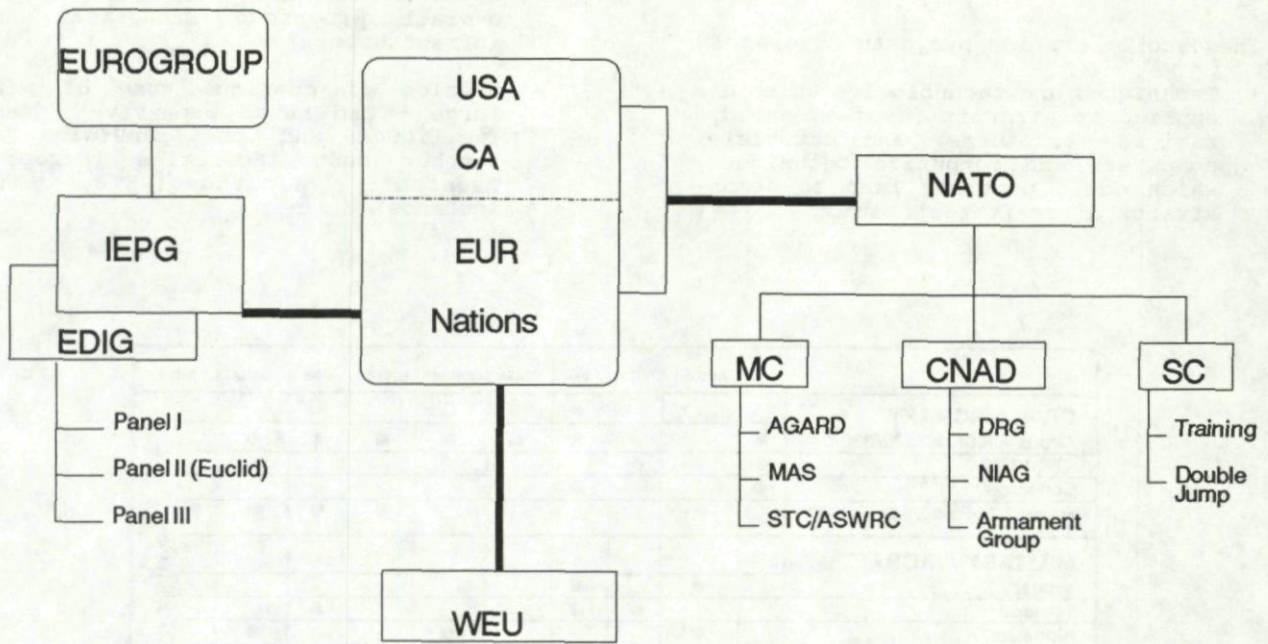 EUROGROUP
USA
CA
EUR
Nations
IEPG
EDIG
Panel I
Panel II (Euclid)
Panel III
WEU
NATO
MC
AGARD
MAS
STC/ASWRC
CNAD
DRG
NIAG
Armament
Group
SC
Training
Double
Jump